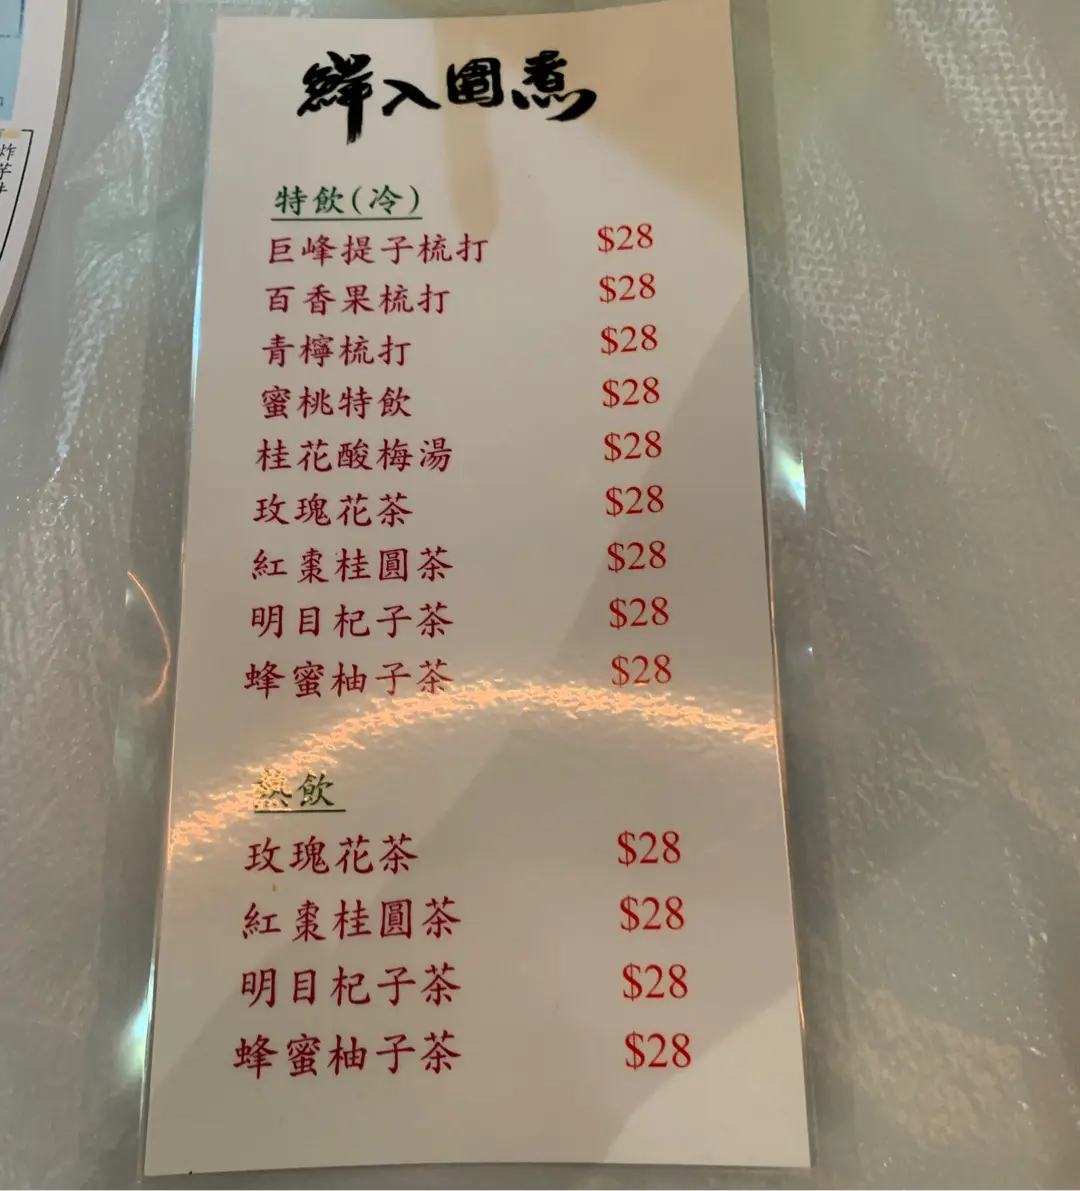 鮮入圍煮
特飲(冷)
巨峰提子梳打 $28
百香果梳打 $28
青檸梳打 $28
蜜桃特飲 $28
桂花酸梅湯 $28
玫瑰花茶 $28
紅棗桂圓茶 $28
明目杞子茶 $28
蜂蜜柚子茶 $28
熱飲
玫瑰花茶 $28
紅棗桂圓茶 $28
明目杞子茶 $28
蜂蜜柚子茶 $28
炸芋